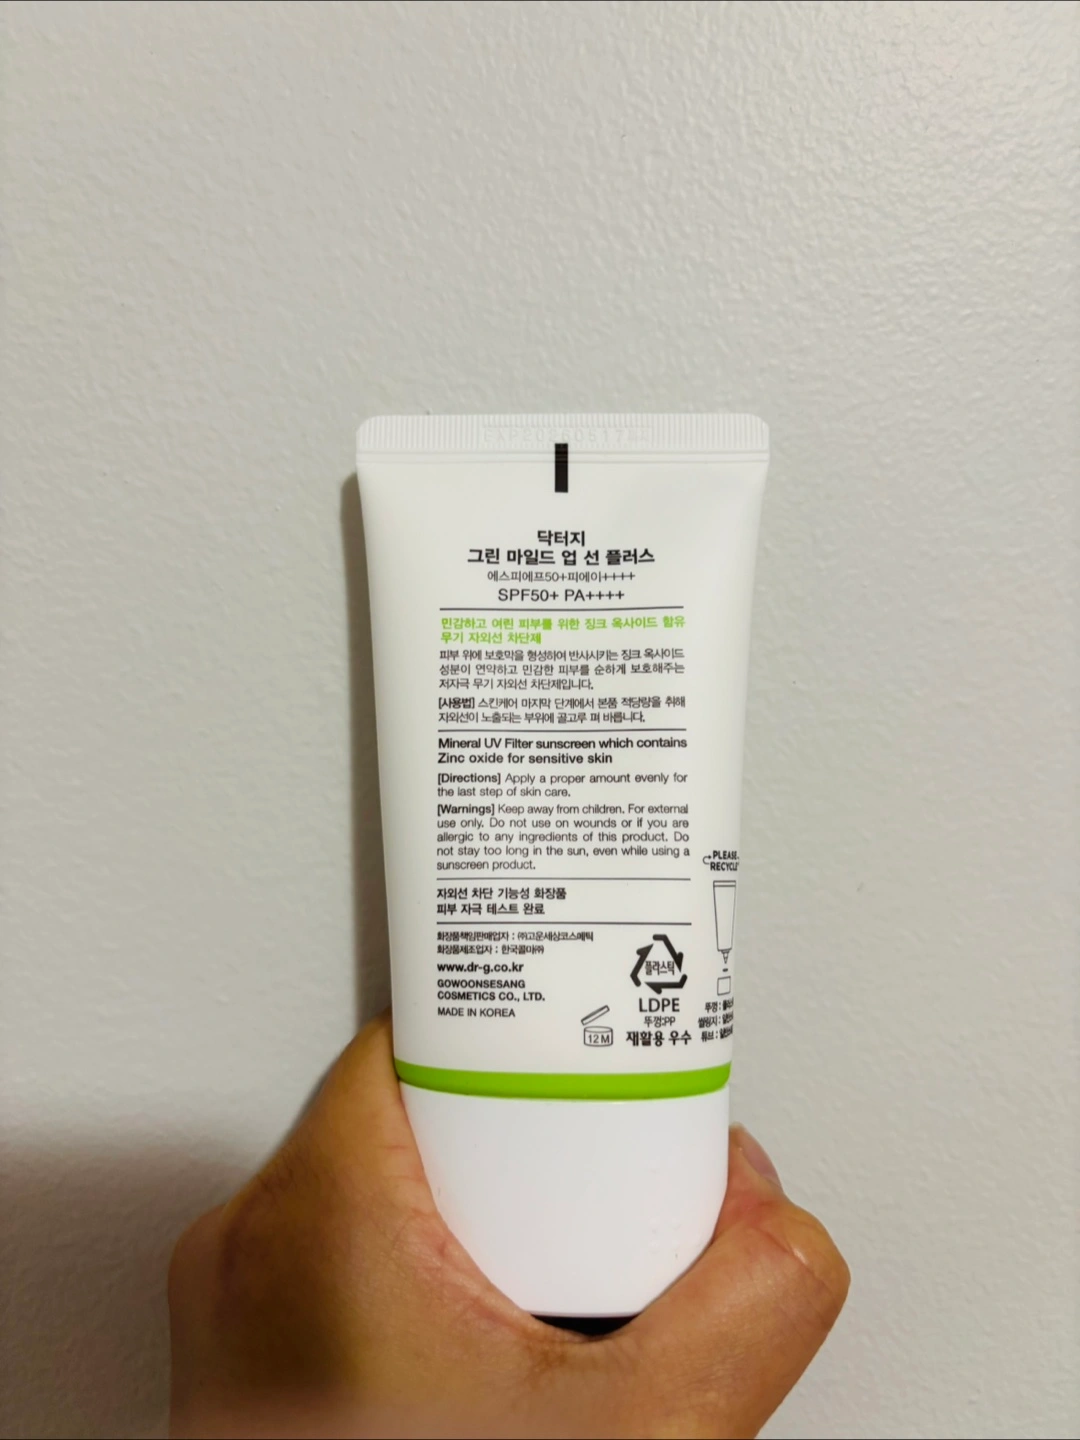 닥터지
그린 마일드 업 선 플러스
에스피에프50+피에이++++
SPF50+ PA++++
민감하고 여린 피부를 위한 징크 옥사이드 함유
무기 자외선 차단제
피부 위에 보호막을 형성하여 반사시키는 징크 옥사이드
성분이 연약하고 민감한 피부를 순하게 보호해주는
저자극 무기 자외선 차단제입니다.
[사용법] 스킨케어 마지막 단계에서 본품 적당량을 취해
자외선이 노출되는 부위에 골고루 펴 바릅니다.
Mineral UV Filter sunscreen which contains
Zinc oxide for sensitive skin
[Directions] Apply a proper amount evenly for
the last step of skin care.
[Warnings] Keep away from children. For external
use only. Do not use on wounds or if you are
allergic to any ingredients of this product. Do
not stay too long in the sun, even while using a
sunscreen product.
자외선 차단 기능성 화장품
피부 자극 테스트 완료
화장품책임판매업자 : ㈜고운세상코스메틱
화장품제조업자 : 한국콜마㈜
www.dr-g.co.kr
GOWOONSESANG
COSMETICS CO., LTD.
MADE IN KOREA
12M
플라스틱
LDPE
뚜껑:PP
재활용 우수
PLEASE
RECYCLE
뚜껑 :
씰링지 :
튜브 :